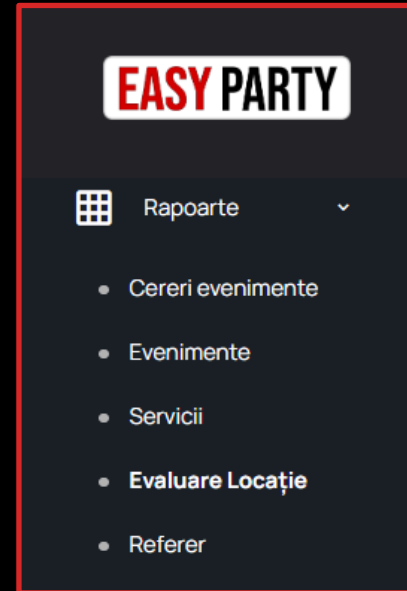 EASY PARTY
Rapoarte
Cereri evenimente
Evenimente
Servicii
Evaluare Locație
Referer